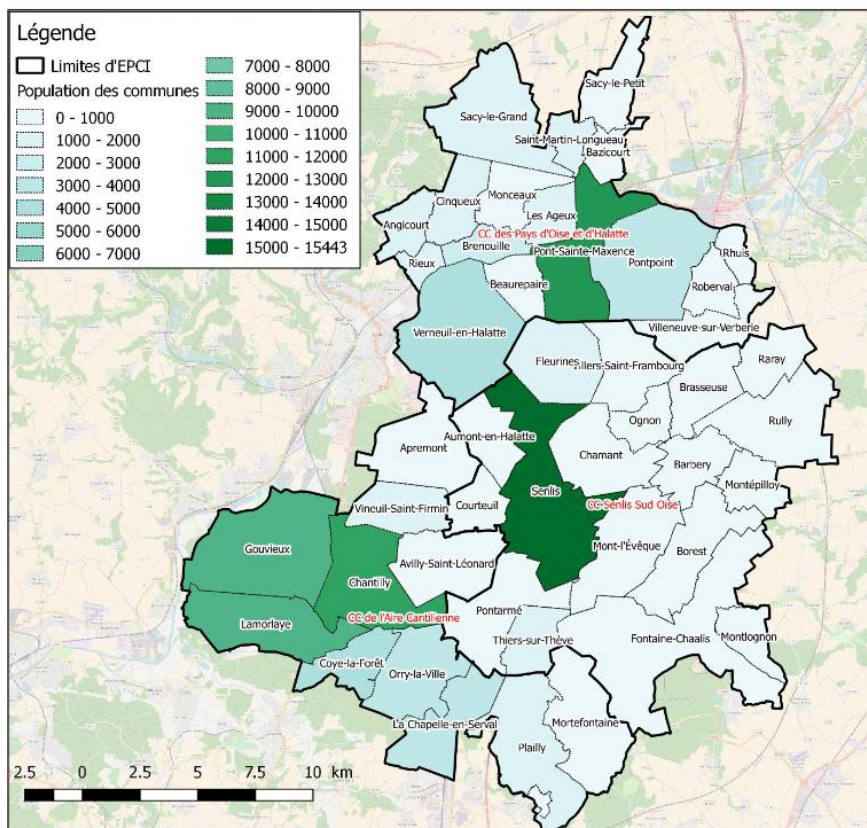 Légende
Limites d'EPCI
Population des communes
0 - 1000
1000 - 2000
2000 - 3000
3000 - 4000
4000 - 5000
5000 - 6000
6000 - 7000
7000 - 8000
8000 - 9000
9000 - 10000
10000 - 11000
11000 - 12000
12000 - 13000
13000 - 14000
14000 - 15000
15000 - 15443
Sacy-le-Petit
Sacy-le-Grand
Saint-Martin-Longueau
Bazicourt
Monceaux
Cinqueux
Les Ageux
Angicourt
CC des Pays d'Oise et d'Halatte
Brenouille
Pont-Sainte-Maxence
Rhuis
Rieux
Pontpoint
Beaurepaire
Roberval
Verneuil-en-Halatte
Villeneuve-sur-Verberie
Fleurines
illers-Saint-Frambourg
Raray
Brasseuse
Ognon
Rully
Aumont-en-Halatte
Apremont
Chamant
Barbery
Montépilloy
Senlis
Vineuil-Saint-Firmin
Courteuil
CC Senlis Sud Oise
Gouvieux
Mont-l'Évêque
Borest
Avilly-Saint-Léonard
Chantilly
Pontarmé
Lamorlaye
CC de l'Aire Cantilienne
Thiers-sur-Thève
Fontaine-Chaalis
Montlognon
Coye-la-Forêt
Orry-la-Ville
La Chapelle-en-Serval
Mortefontaine
Plailly
2.5 0 2.5 5 7.5 10 km